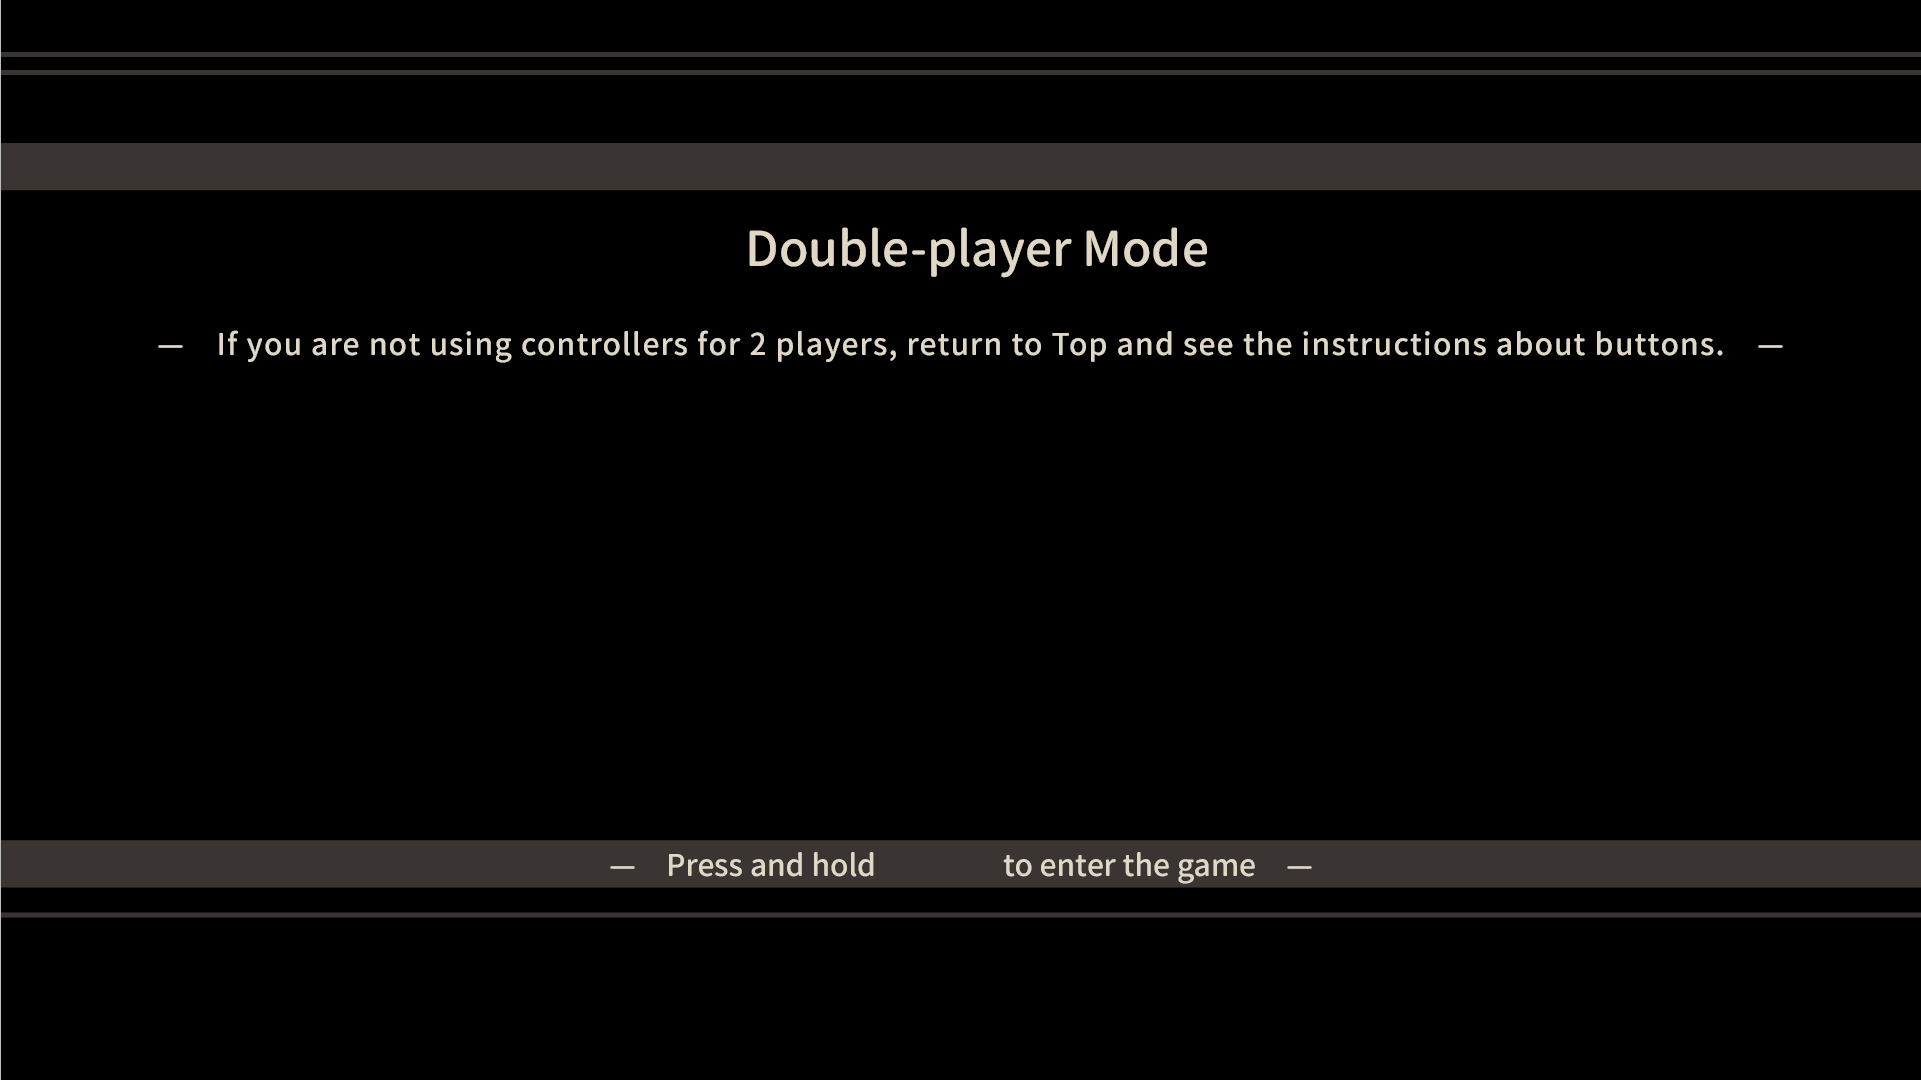 Double-player Mode
— If you are not using controllers for 2 players, return to Top and see the instructions about buttons. —
— Press and hold to enter the game —